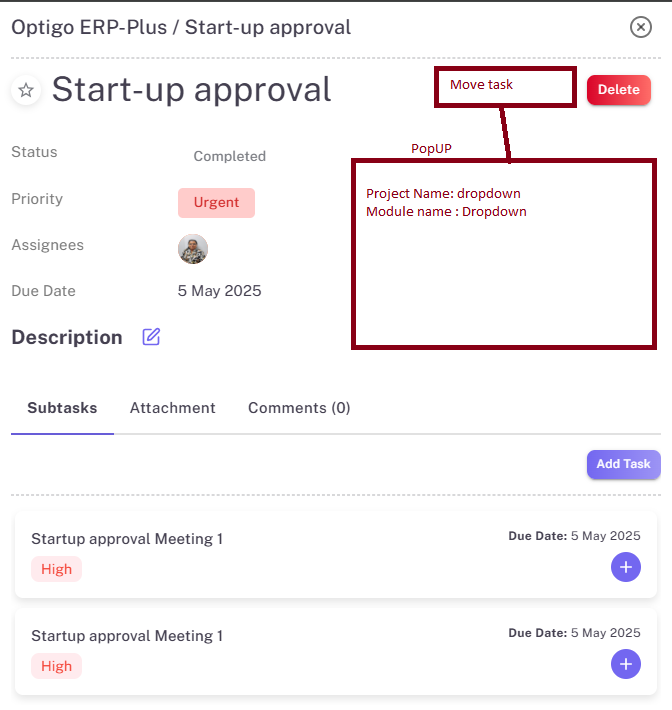 Optigo ERP-Plus / Start-up approval
Start-up approval
Move task
Delete
PopUP
Status
Completed
Project Name: dropdown
Module name : Dropdown
Priority
Urgent
Assignees
Due Date
5 May 2025
Description
Subtasks
Attachment
Comments (0)
Add Task
Startup approval Meeting 1
Due Date: 5 May 2025
High
Startup approval Meeting 1
Due Date: 5 May 2025
High